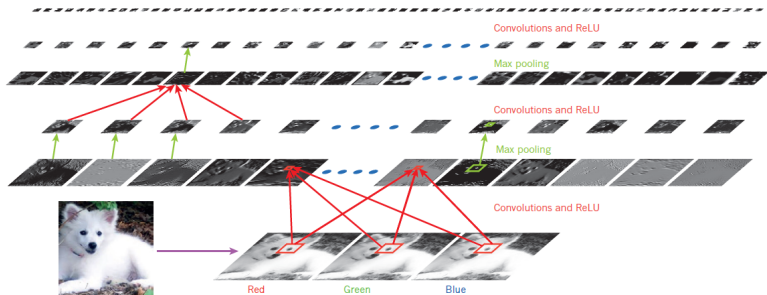 Convolutions and ReLU
Max pooling
Convolutions and ReLU
Max pooling
Convolutions and ReLU
Red
Green
Blue